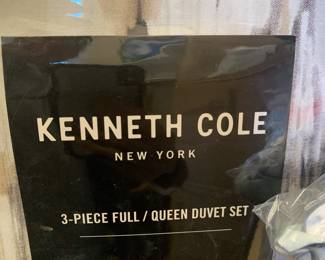 KENNETH COLE
NEW YORK
3-PIECE FULL / QUEEN DUVET SET